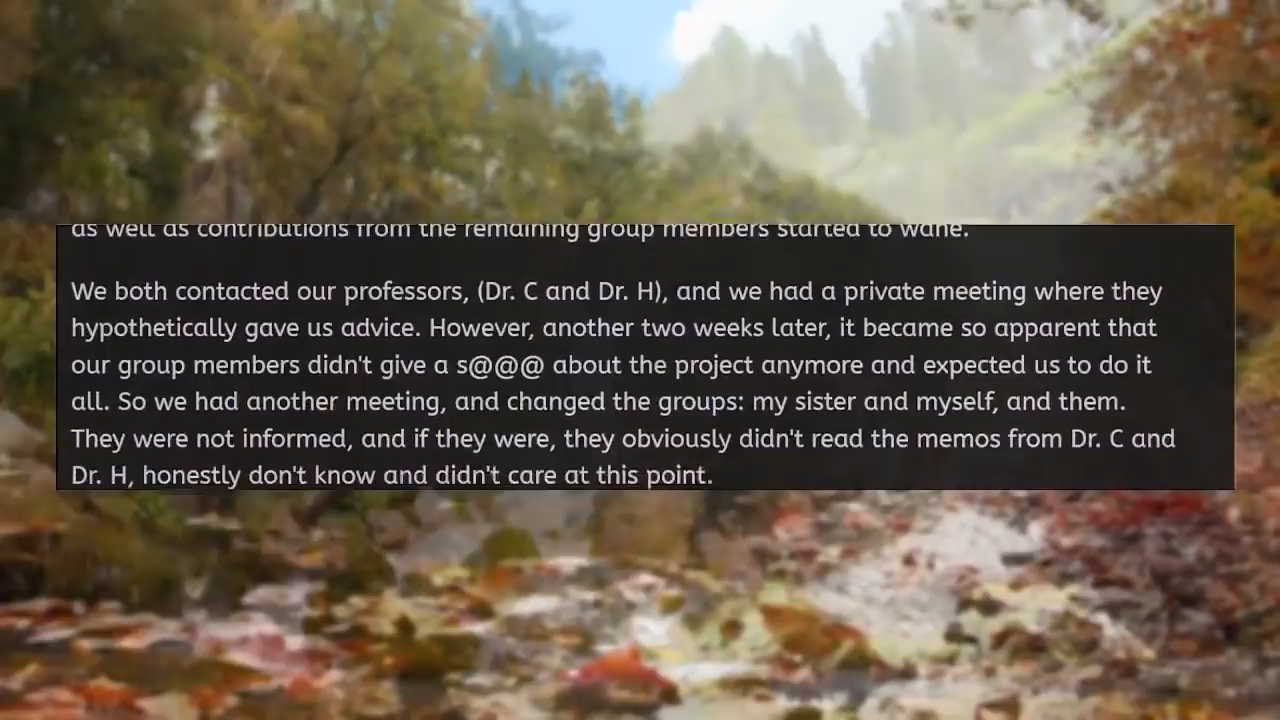 as well as contributions from the remaining group members started to wane.
We both contacted our professors, (Dr. C and Dr. H), and we had a private meeting where they
hypothetically gave us advice. However, another two weeks later, it became so apparent that
our group members didn't give a s@@@ about the project anymore and expected us to do it
all. So we had another meeting, and changed the groups: my sister and myself, and them.
They were not informed, and if they were, they obviously didn't read the memos from Dr. C and
Dr. H, honestly don't know and didn't care at this point.